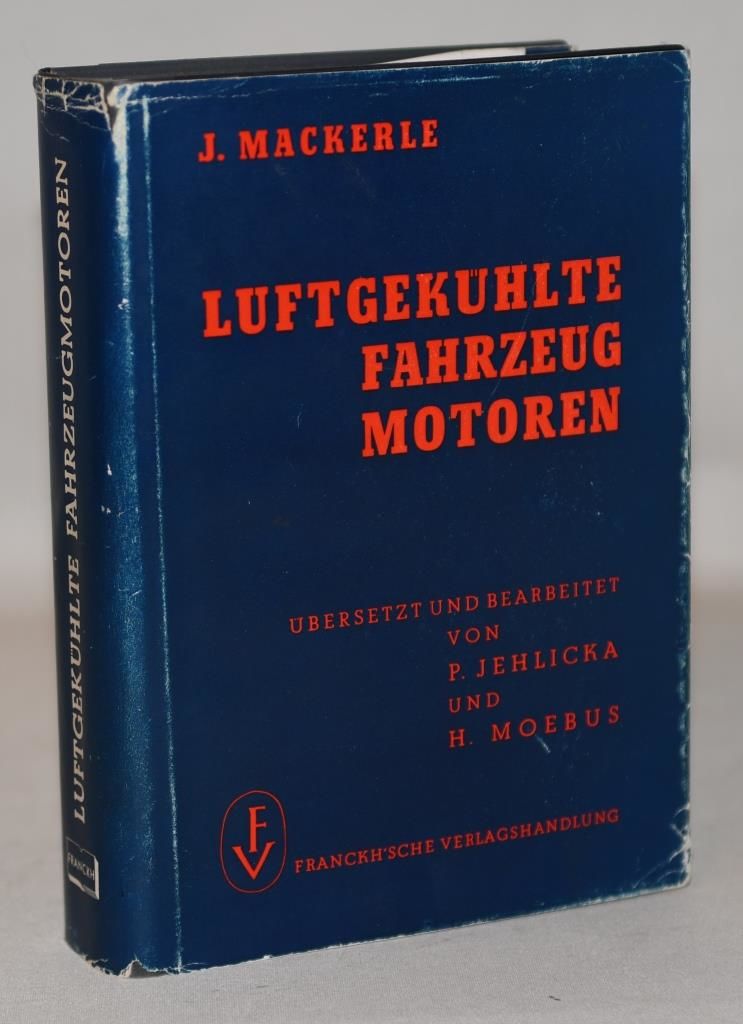 J. MACKERLE
LUFTGEKÜHLTE
FAHRZEUG
MOTOREN
UBERSETZT UND BEARBEITET
VON
P. JEHLICKA
UND
H. MOEBUS
FV
FRANCKH'SCHE VERLAGSHANDLUNG
LUFTGEKÜHLTE FAHRZEUGMOTOREN
FRANCKH